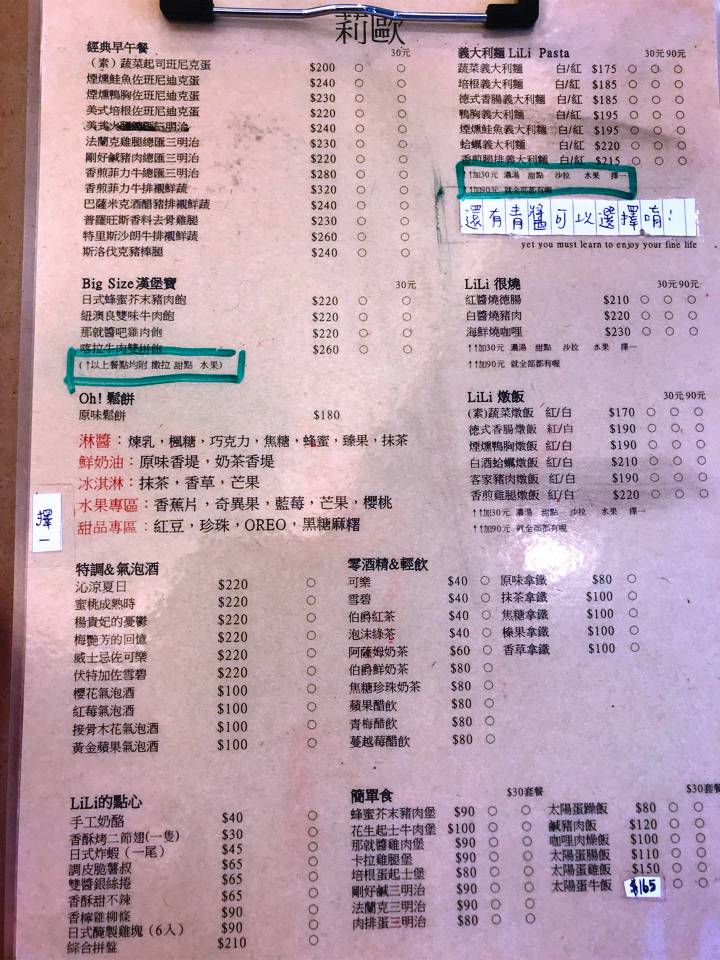 莉歐
經典早午餐 30元
（素）蔬菜起司班尼克蛋 $200 ○ ○
煙燻鮭魚佐班尼迪克蛋 $240 ○ ○
煙燻鴨胸佐班尼迪克蛋 $230 ○ ○
美式培根佐班尼迪克蛋 $220 ○ ○
$240 ○ ○
法蘭克雞腿總匯三明治 $230 ○ ○
剛好鹹豬肉總匯三明治 $220 ○ ○
香煎菲力牛總匯三明治 $280 ○ ○
香煎菲力牛排襯鮮蔬 $320 ○ ○
巴薩米克酒醋豬排襯鮮蔬 $240 ○ ○
普羅旺斯香料去骨雞腿 $230 ○ ○
特里斯沙朗牛排襯鮮蔬 $260 ○ ○
斯洛伐克豬棒腿 $240 ○ ○
Big Size漢堡寶 30元
日式蜂蜜芥末豬肉飽 $220 ○ ○
紐澳良雙味牛肉飽 $220 ○ ○
那就醬吧雞肉飽 $220 ○ ○
喀拉牛肉雙拼飽 $260 ○ ○
(↑以上餐點均附 撒拉 甜點 水果)
Oh! 鬆餅
原味鬆餅 $180
淋醬：煉乳，楓糖，巧克力，焦糖，蜂蜜，臻果，抹茶
鮮奶油：原味香堤，奶茶香堤
冰淇淋：抹茶，香草，芒果
水果專區：香蕉片，奇異果，藍莓，芒果，櫻桃
甜品專區：紅豆，珍珠，OREO，黑糖麻糬
擇一
義大利麵 LiLi Pasta 30元 90元
蔬菜義大利麵 白/紅 $175 ○ ○ ○
培根義大利麵 白/紅 $185 ○ ○ ○
德式香腸義大利麵 白/紅 $185 ○ ○ ○
鴨胸義大利麵 白/紅 $195 ○ ○ ○
煙燻鮭魚義大利麵 白/紅 $195 ○ ○ ○
蛤蠣義大利麵 白/紅 $220 ○ ○ ○
香煎腿排義大利麵 白/紅 $215 ○ ○ ○
↑↑加30元 濃湯 甜點 沙拉 水果 擇一
↑↑加90元 就全部都有喔
還有青醬可以選擇唷！
yet you must learn to enjoy your fine life
LiLi 很燒 30元 90元
紅醬燒德腸 $210 ○ ○ ○
白醬燒豬肉 $220 ○ ○ ○
海鮮燒咖哩 $230 ○ ○ ○
↑↑加30元 濃湯 甜點 沙拉 水果 擇一
↑↑加90元 就全部都有喔
LiLi 燉飯 30元 90元
(素)蔬菜燉飯 紅/白 $170 ○ ○ ○
德式香腸燉飯 紅/白 $190 ○ ○ ○
煙燻鴨胸燉飯 紅/白 $190 ○ ○ ○
白酒蛤蠣燉飯 紅/白 $210 ○ ○ ○
客家豬肉燉飯 紅/白 $190 ○ ○ ○
香煎雞腿燉飯 紅/白 $220 ○ ○ ○
↑↑加30元 濃湯 甜點 沙拉 水果 擇一
↑↑加90元 就全部都有喔
特調&氣泡酒
沁涼夏日 $220 ○
蜜桃成熟時 $220 ○
楊貴妃的憂鬱 $220 ○
梅艷芳的回憶 $220 ○
威士忌佐可樂 $220 ○
伏特加佐雪碧 $220 ○
櫻花氣泡酒 $100 ○
紅莓氣泡酒 $100 ○
接骨木花氣泡酒 $100 ○
黃金蘋果氣泡酒 $100 ○
零酒精&輕飲
可樂 $40 ○ 原味拿鐵 $80 ○
雪碧 $40 ○ 抹茶拿鐵 $100 ○
伯爵紅茶 $40 ○ 焦糖拿鐵 $100 ○
泡沫綠茶 $40 ○ 榛果拿鐵 $100 ○
阿薩姆奶茶 $60 ○ 香草拿鐵 $100 ○
伯爵鮮奶茶 $80 ○
焦糖珍珠奶茶 $80 ○
蘋果醋飲 $80 ○
青梅醋飲 $80 ○
蔓越莓醋飲 $80 ○
LiLi的點心
手工奶酪 $40 ○
香酥烤二節翅(一隻) $30 ○
日式炸蝦（一尾） $45 ○
調皮脆薯叔 $65 ○
雙醬銀絲捲 $65 ○
香酥甜不辣 $65 ○
香檸雞柳條 $90 ○
日式醃製雞塊（6入） $90 ○
綜合拼盤 $210 ○
簡單食 $30套餐 $30套餐
蜂蜜芥末豬肉堡 $90 ○ ○ 太陽蛋蹄飯 $80 ○ ○
花生起士牛肉堡 $100 ○ ○ 鹹豬肉飯 $120 ○ ○
那就醬雞肉堡 $90 ○ ○ 咖哩肉燥飯 $100 ○ ○
卡拉雞腿堡 $90 ○ ○ 太陽蛋腸飯 $110 ○ ○
培根蛋起士堡 $80 ○ ○ 太陽蛋雞飯 $150 ○ ○
剛好鹹三明治 $90 ○ ○ 太陽蛋牛飯 $165 ○ ○
法蘭克三明治 $90 ○ ○
肉排蛋三明治 $80 ○ ○